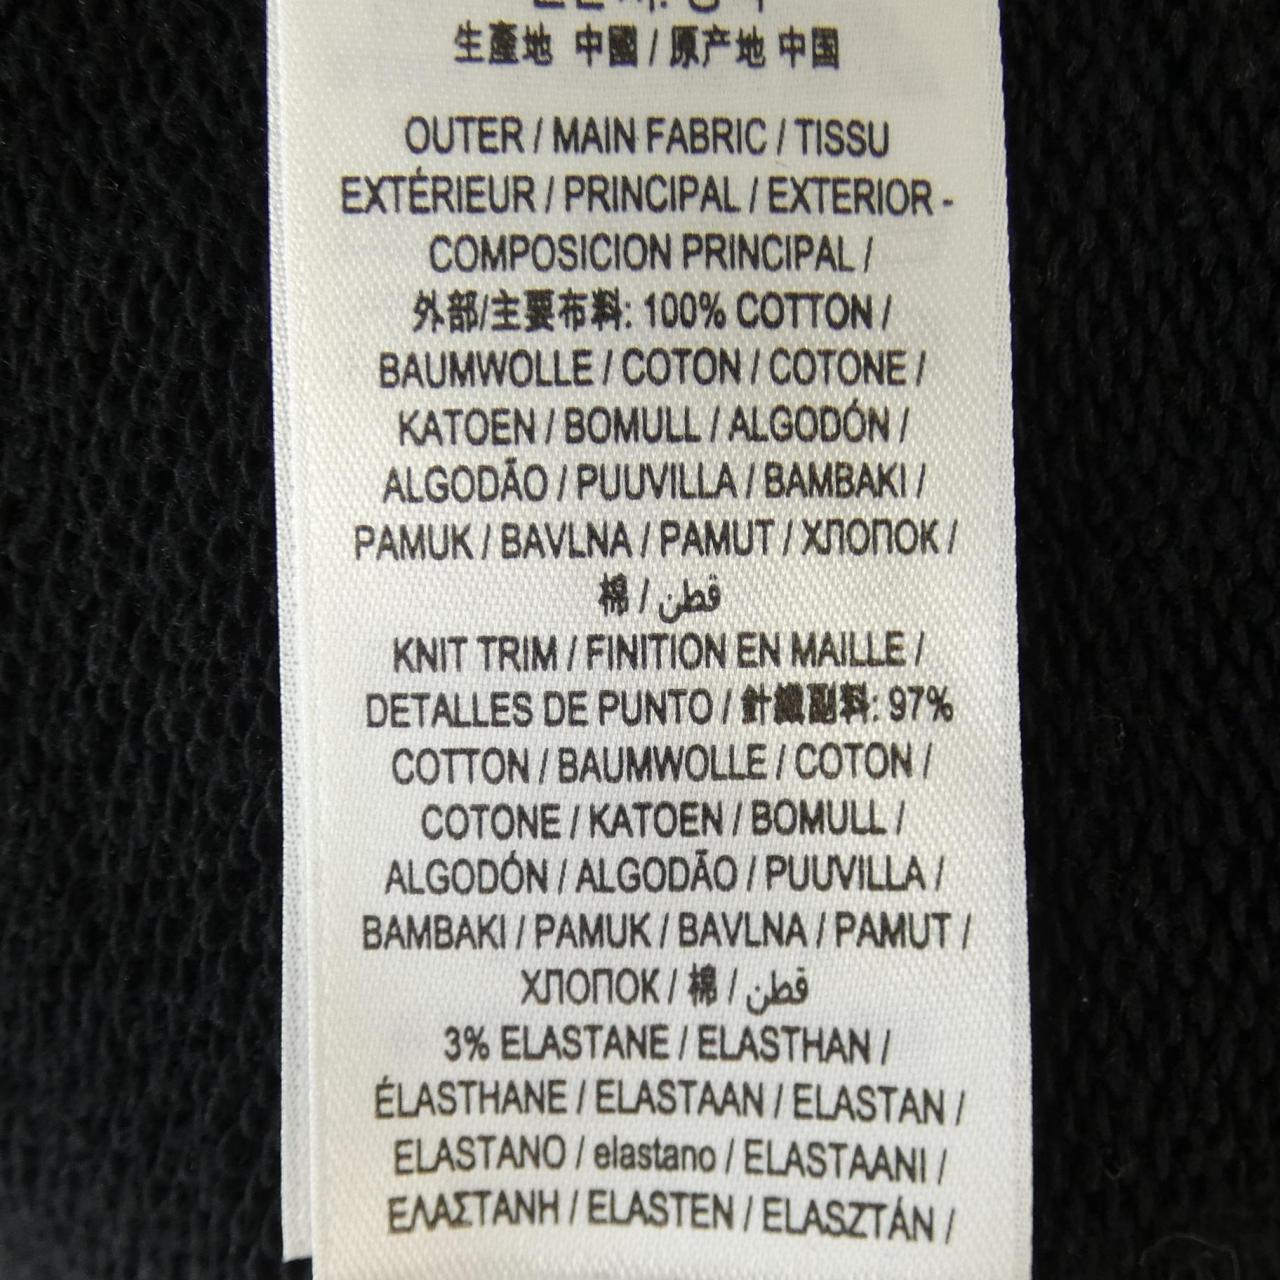 生產地 中國 / 原产地 中国
OUTER / MAIN FABRIC / TISSU
EXTÉRIEUR / PRINCIPAL / EXTERIOR -
COMPOSICION PRINCIPAL /
外部/主要布料: 100% COTTON /
BAUMWOLLE / COTON / COTONE /
KATOEN / BOMULL / ALGODÓN /
ALGODÃO / PUUVILLA / BAMBAKI /
PAMUK / BAVLNA / PAMUT / ХЛОПОК /
棉 / قطن
KNIT TRIM / FINITION EN MAILLE /
DETALLES DE PUNTO / 針織副料: 97%
COTTON / BAUMWOLLE / COTON /
COTONE / KATOEN / BOMULL /
ALGODÓN / ALGODÃO / PUUVILLA /
BAMBAKI / PAMUK / BAVLNA / PAMUT /
ХЛОПОК / 棉 / قطن
3% ELASTANE / ELASTHAN /
ÉLASTHANE / ELASTAAN / ELASTAN /
ELASTANO / elastano / ELASTAANI /
ΕΛΑΣΤΑΝΗ / ELASTEN / ELASZTÁN /